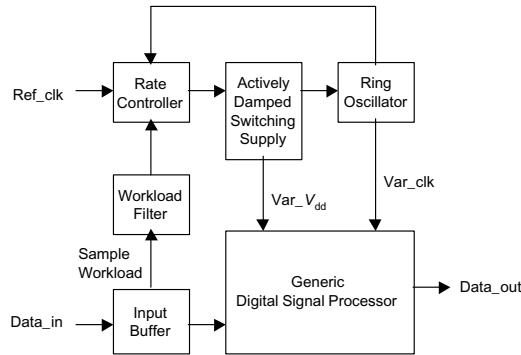 Ref_clk
Rate
Controller
Actively
Damped
Switching
Supply
Ring
Oscillator
Workload
Filter
Var_Vdd
Var_clk
Sample
Workload
Generic
Digital Signal Processor
Data_out
Data_in
Input
Buffer